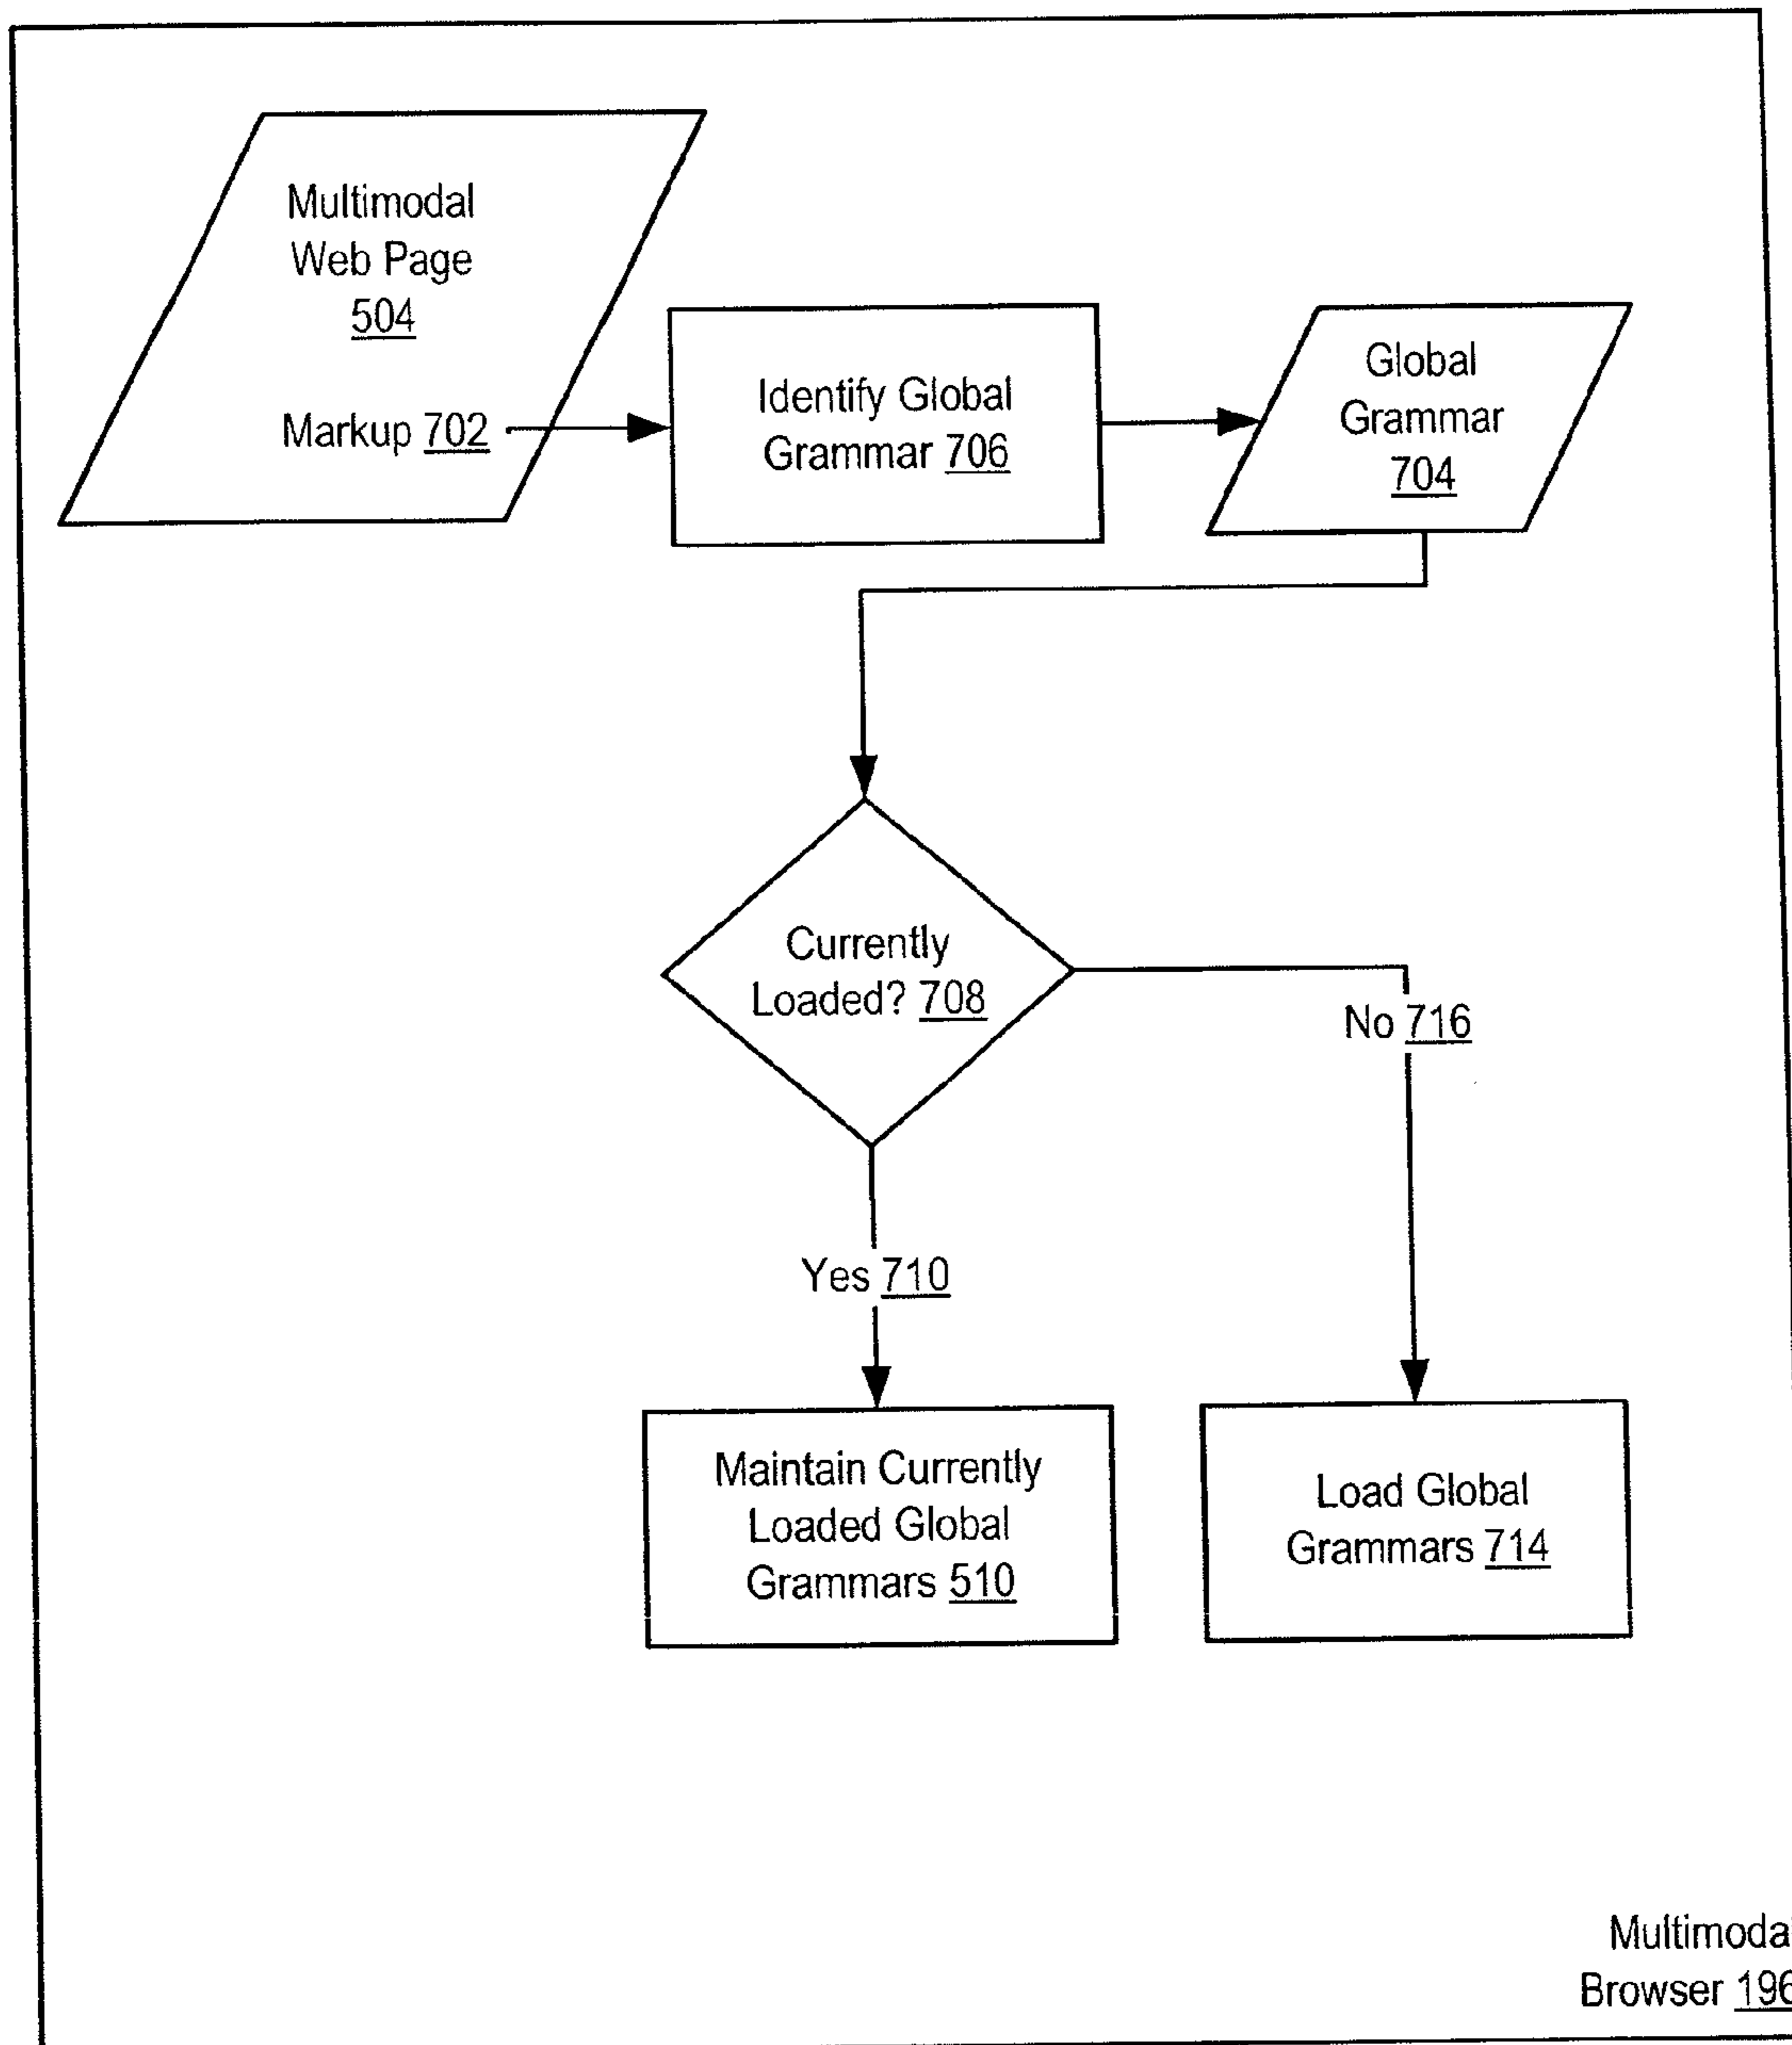 Multimodal
Web Page
504
Markup 702
Identify Global
Grammar 706
Global
Grammar
704
Currently
Loaded? 708
No 716
Yes 710
Maintain Currently
Loaded Global
Grammars 510
Load Global
Grammars 714
Multimodal
Browser 196